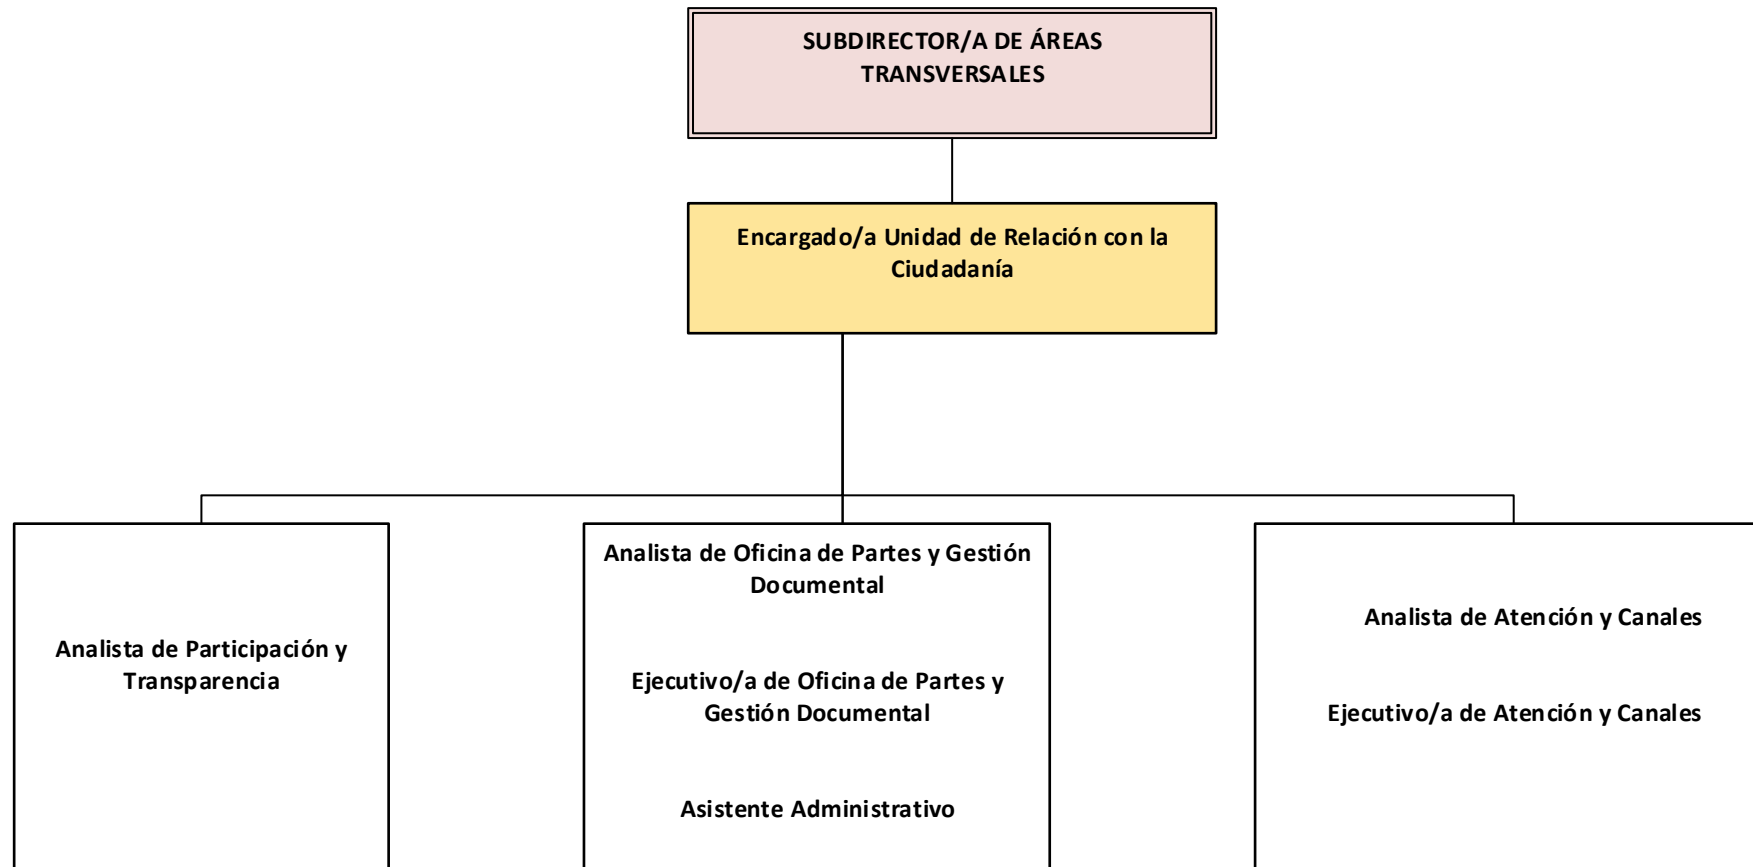 SUBDIRECTOR/A DE ÁREAS
TRANSVERSALES
Encargado/a Unidad de Relación con la
Ciudadanía
Analista de Participación y
Transparencia
Analista de Oficina de Partes y Gestión
Documental
Ejecutivo/a de Oficina de Partes y
Gestión Documental
Asistente Administrativo
Analista de Atención y Canales
Ejecutivo/a de Atención y Canales